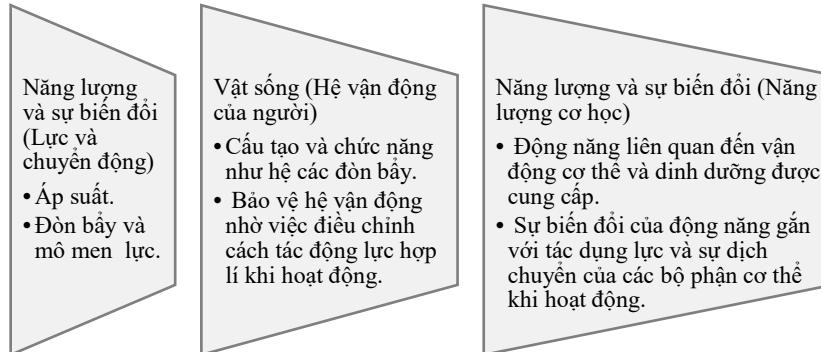 Năng lượng
và sự biến đổi
(Lực và
chuyển động)
• Áp suất.
• Đòn bẩy và
mô men lực.
Vật sống (Hệ vận động
của người)
• Cấu tạo và chức năng
như hệ các đòn bẩy.
• Bảo vệ hệ vận động
nhờ việc điều chỉnh
cách tác động lực hợp
lí khi hoạt động.
Năng lượng và sự biến đổi (Năng
lượng cơ học)
• Động năng liên quan đến vận
động cơ thể và dinh dưỡng được
cung cấp.
• Sự biến đổi của động năng gắn
với tác dụng lực và sự dịch
chuyển của các bộ phận cơ thể
khi hoạt động.